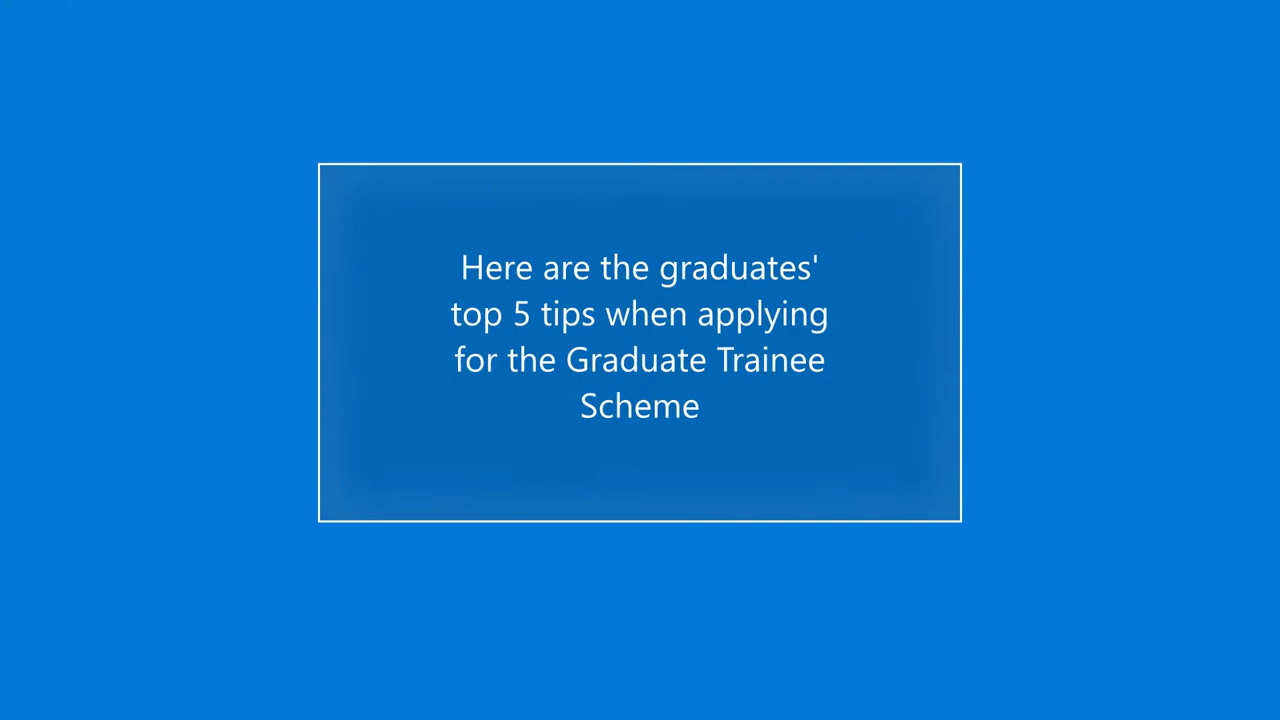 Here are the graduates'
top 5 tips when applying
for the Graduate Trainee
Scheme